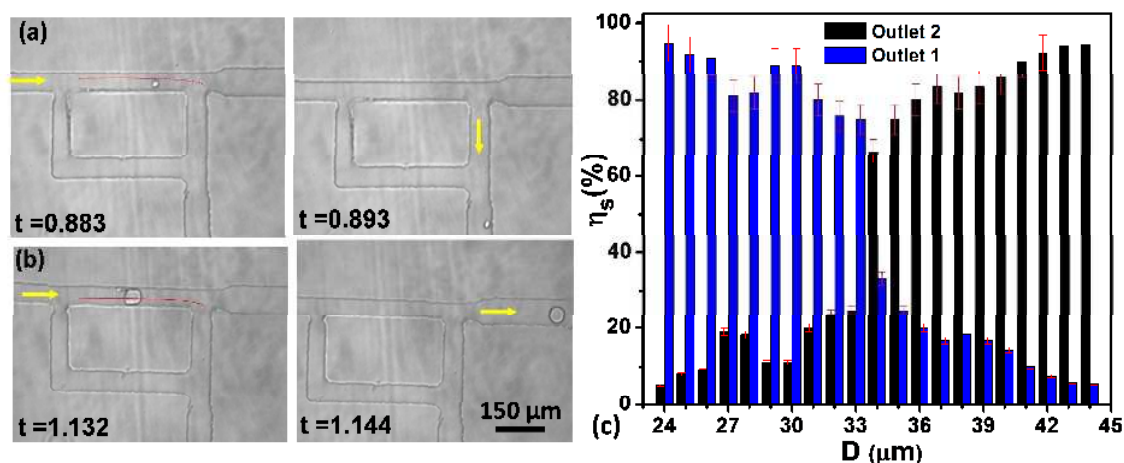 (a)
t =0.883
t =0.893
(b)
t =1.132
t =1.144
150 μm
(c)
ηs(%)
100
80
60
40
20
0
Outlet 2
Outlet 1
24 27 30 33 36 39 42 45
D (μm)